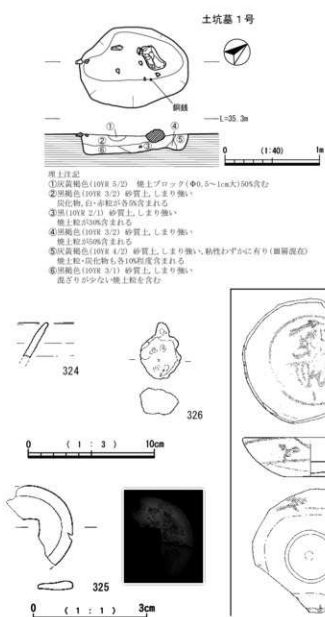 土坑墓１号
銅銭
L=35.3m
① ④
② ③ ⑤
⑥
0 (1:40) 1m
埋土注記
①灰黄褐色(10YR 5/2) 焼土ブロック(Φ0.5～1cm大)50%含む
②黒褐色(10YR 3/2) 砂質土,しまり強い
炭化物,白・赤粒が各5%含まれる
③黒(10YR 2/1) 砂質土,しまり強い
焼土粒が30%含まれる
④黒褐色(10YR 3/2) 砂質土,しまり強い
焼土粒が50%含まれる
⑤灰黄褐色(10YR 4/2) 砂質土,しまり強い,粘性わずかに有り(Ⅲ層混在)
焼土粒・炭化物も各10%程度含まれる
⑥黒褐色(10YR 3/1) 砂質土,しまり強い
混ざりが少ない焼土粒を含む
324
326
0 ( 1 : 3 ) 10cm
325
0 ( 1 : 1 ) 3cm